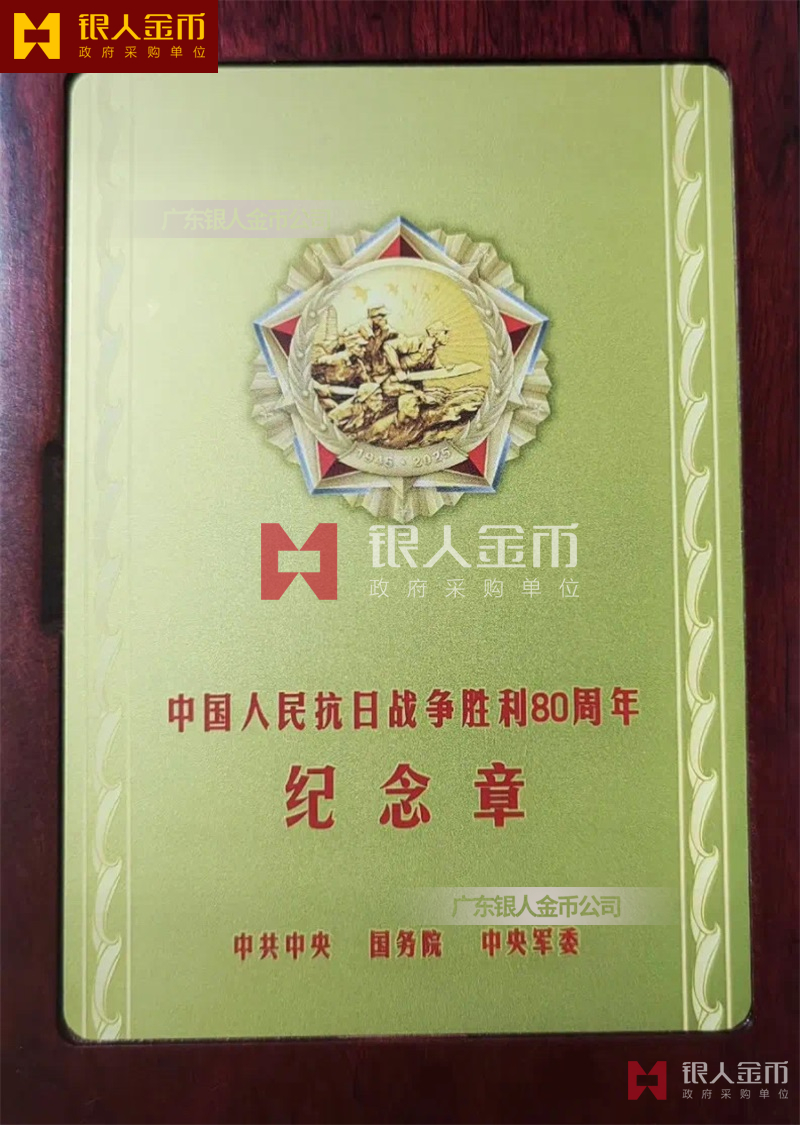 银人金币
政府采购单位
广东银人金币公司
1945·2025
银人金币
政府采购单位
中国人民抗日战争胜利80周年
纪念章
广东银人金币公司
中共中央 国务院 中央军委
银人金币
政府采购单位